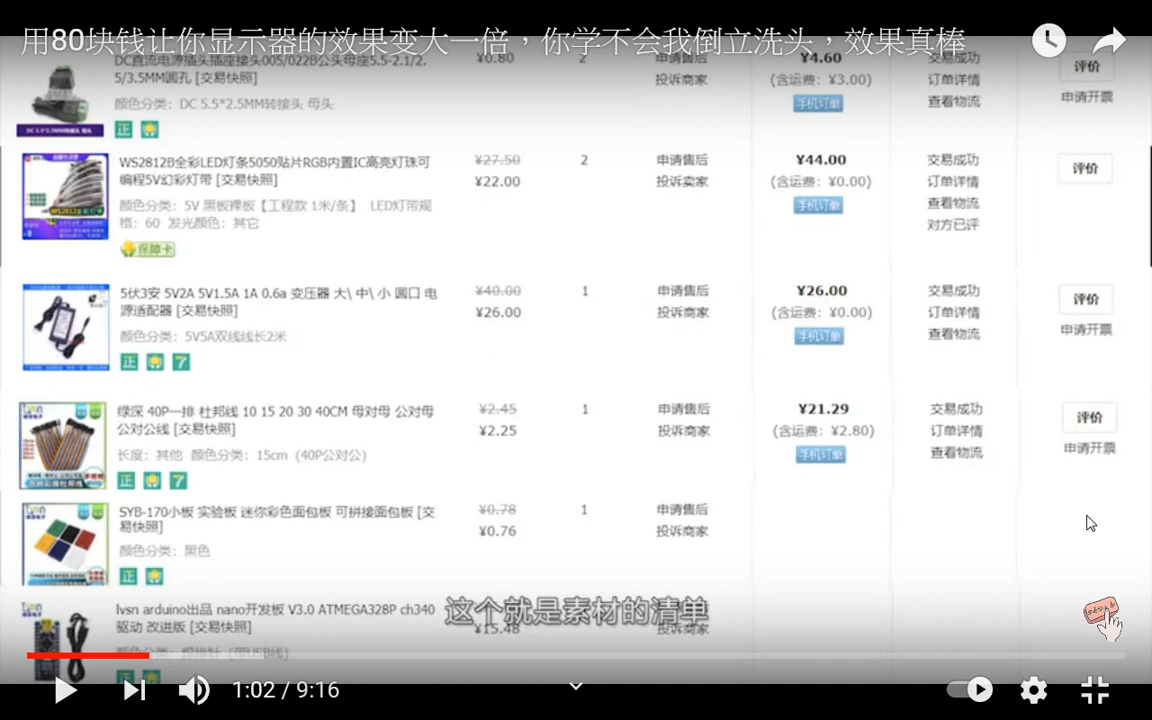 用80块钱让你显示器的效果变大一倍，你学不会我倒立洗头，效果真棒
DC直流电源插头插座接头005/022B公头母座5.5-2.1/2.
5/3.5MM圆孔 [交易快照]
颜色分类：DC 5.5*2.5MM转接头 母头
正
¥0.80
2
申请售后
投诉商家
¥4.60
(含运费：¥3.00)
手机订单
交易成功
订单详情
查看物流
评价
申请开票
WS2812B全彩LED灯条5050贴片RGB内置IC高亮灯珠可
编程5V幻彩灯带 [交易快照]
颜色分类：5V 黑板裸板【工程款 1米/条】 LED灯带规
格：60 发光颜色：其它
保障卡
¥27.50
¥22.00
2
申请售后
投诉卖家
¥44.00
(含运费：¥0.00)
手机订单
交易成功
订单详情
查看物流
对方已评
评价
5伏3安 5V2A 5V1.5A 1A 0.6a 变压器 大\ 中\ 小 圆口 电
源适配器 [交易快照]
颜色分类：5V5A双线线长2米
正 7
¥40.00
¥26.00
1
申请售后
投诉商家
¥26.00
(含运费：¥0.00)
手机订单
交易成功
订单详情
查看物流
评价
申请开票
绿深 40P一排 杜邦线 10 15 20 30 40CM 母对母 公对母
公对公线 [交易快照]
长度：其他 颜色分类：15cm（40P公对公）
正 7
¥2.45
¥2.25
1
申请售后
投诉商家
¥21.29
(含运费：¥2.80)
手机订单
交易成功
订单详情
查看物流
评价
申请开票
SYB-170小板 实验板 迷你彩色面包板 可拼接面包板 [交
易快照]
颜色分类：黑色
正
¥0.78
¥0.76
1
申请售后
投诉商家
lvsn arduino出品 nano开发板 V3.0 ATMEGA328P ch340
驱动 改进版 [交易快照]
¥15.48
投诉商家
这个就是素材的清单
1:02 / 9:16